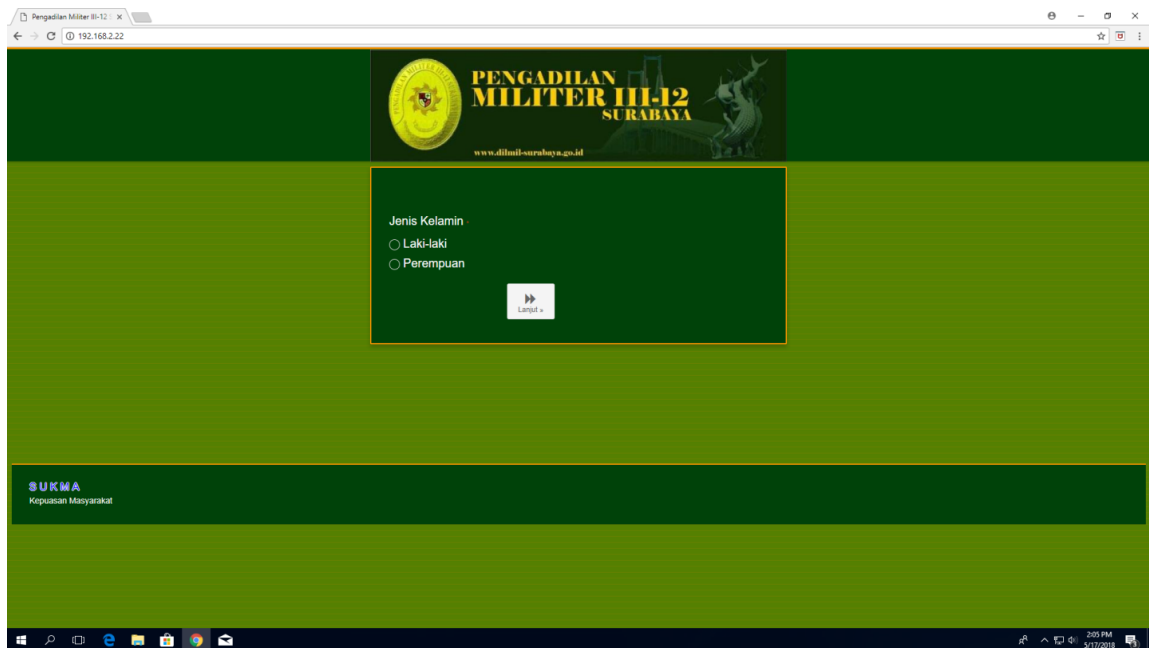 Pengadilan Militer III-12
192.168.2.22
PENGADILAN
MILITER III-12
SURABAYA
www.dilmil-surabaya.go.id
Jenis Kelamin
Laki-laki
Perempuan
Lanjut »
SUKMA
Kepuasan Masyarakat
2:05 PM
5/17/2018